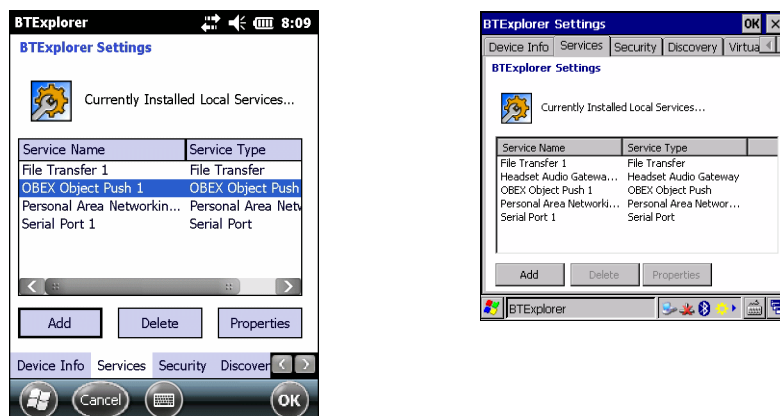 BTExplorer 8:09
BTExplorer Settings
Currently Installed Local Services...
Service Name Service Type
File Transfer 1 File Transfer
OBEX Object Push 1 OBEX Object Push
Personal Area Networkin... Personal Area Netw
Serial Port 1 Serial Port
Add Delete Properties
Device Info Services Security Discover
Cancel OK
BTExplorer Settings OK
Device Info Services Security Discovery Virtua
BTExplorer Settings
Currently Installed Local Services...
Service Name Service Type
File Transfer 1 File Transfer
Headset Audio Gatewa... Headset Audio Gateway
OBEX Object Push 1 OBEX Object Push
Personal Area Networki... Personal Area Networ...
Serial Port 1 Serial Port
Add Delete Properties
BTExplorer